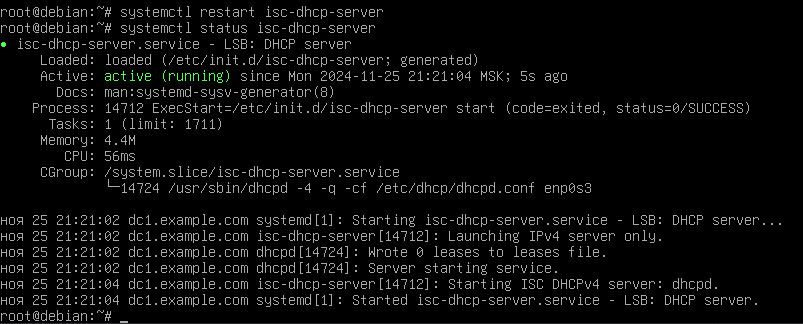 root@debian:~# systemctl restart isc-dhcp-server
root@debian:~# systemctl status isc-dhcp-server
● isc-dhcp-server.service - LSB: DHCP server
     Loaded: loaded (/etc/init.d/isc-dhcp-server; generated)
     Active: active (running) since Mon 2024-11-25 21:21:04 MSK; 5s ago
       Docs: man:systemd-sysv-generator(8)
    Process: 14712 ExecStart=/etc/init.d/isc-dhcp-server start (code=exited, status=0/SUCCESS)
      Tasks: 1 (limit: 1711)
     Memory: 4.4M
        CPU: 56ms
     CGroup: /system.slice/isc-dhcp-server.service
             └─14724 /usr/sbin/dhcpd -4 -q -cf /etc/dhcp/dhcpd.conf enp0s3

ноя 25 21:21:02 dc1.example.com systemd[1]: Starting isc-dhcp-server.service - LSB: DHCP server...
ноя 25 21:21:02 dc1.example.com isc-dhcp-server[14712]: Launching IPv4 server only.
ноя 25 21:21:02 dc1.example.com dhcpd[14724]: Wrote 0 leases to leases file.
ноя 25 21:21:02 dc1.example.com dhcpd[14724]: Server starting service.
ноя 25 21:21:04 dc1.example.com isc-dhcp-server[14712]: Starting ISC DHCPv4 server: dhcpd.
ноя 25 21:21:04 dc1.example.com systemd[1]: Started isc-dhcp-server.service - LSB: DHCP server.
root@debian:~# _